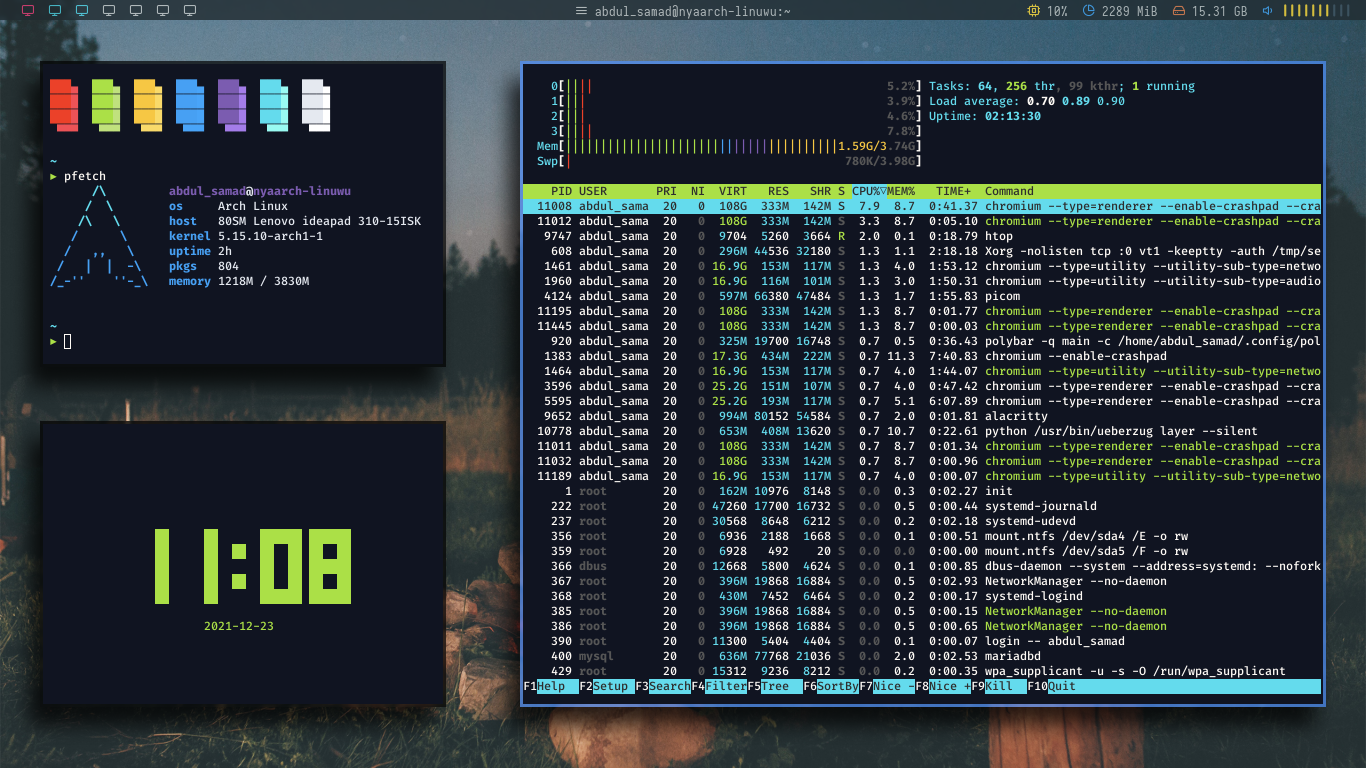 abdul_samad@nyaarch-linuwu:~
10% 2289 MiB 15.31 GB
~
▶ pfetch
abdul_samad@nyaarch-linuwu
os Arch Linux
host 80SM Lenovo ideapad 310-15ISK
kernel 5.15.10-arch1-1
uptime 2h
pkgs 804
memory 1218M / 3830M
~
▶
11:08
2021-12-23
0[|||| 5.2%] Tasks: 64, 256 thr, 99 kthr; 1 running
1[||| 3.9%] Load average: 0.70 0.89 0.90
2[||| 4.6%] Uptime: 02:13:30
3[|||| 7.8%]
Mem[||||||||||||||||||||||||||||||||||||||||1.59G/3.74G]
Swp[| 780K/3.98G]
PID USER PRI NI VIRT RES SHR S CPU%▽MEM% TIME+ Command
11008 abdul_sama 20 0 108G 333M 142M S 7.9 8.7 0:41.37 chromium --type=renderer --enable-crashpad --cra
11012 abdul_sama 20 0 108G 333M 142M S 3.3 8.7 0:05.10 chromium --type=renderer --enable-crashpad --cra
9747 abdul_sama 20 0 9704 5260 3664 R 2.0 0.1 0:18.79 htop
608 abdul_sama 20 0 296M 44536 32180 S 1.3 1.1 2:18.18 Xorg -nolisten tcp :0 vt1 -keeptty -auth /tmp/se
1461 abdul_sama 20 0 16.9G 153M 117M S 1.3 4.0 1:53.12 chromium --type=utility --utility-sub-type=netwo
1960 abdul_sama 20 0 16.9G 116M 101M S 1.3 3.0 1:50.31 chromium --type=utility --utility-sub-type=audio
4124 abdul_sama 20 0 597M 66380 47484 S 1.3 1.7 1:55.83 picom
11195 abdul_sama 20 0 108G 333M 142M S 1.3 8.7 0:01.77 chromium --type=renderer --enable-crashpad --cra
11445 abdul_sama 20 0 108G 333M 142M S 1.3 8.7 0:00.03 chromium --type=renderer --enable-crashpad --cra
920 abdul_sama 20 0 325M 19700 16748 S 0.7 0.5 0:36.43 polybar -q main -c /home/abdul_samad/.config/pol
1383 abdul_sama 20 0 17.3G 434M 222M S 0.7 11.3 7:40.83 chromium --enable-crashpad
1464 abdul_sama 20 0 16.9G 153M 117M S 0.7 4.0 1:44.07 chromium --type=utility --utility-sub-type=netwo
3596 abdul_sama 20 0 25.2G 151M 107M S 0.7 4.0 0:47.42 chromium --type=renderer --enable-crashpad --cra
5595 abdul_sama 20 0 25.2G 193M 117M S 0.7 5.1 6:07.89 chromium --type=renderer --enable-crashpad --cra
9652 abdul_sama 20 0 994M 80152 54584 S 0.7 2.0 0:01.81 alacritty
10778 abdul_sama 20 0 653M 408M 13620 S 0.7 10.7 0:22.61 python /usr/bin/ueberzug layer --silent
11011 abdul_sama 20 0 108G 333M 142M S 0.7 8.7 0:01.34 chromium --type=renderer --enable-crashpad --cra
11032 abdul_sama 20 0 108G 333M 142M S 0.7 8.7 0:00.96 chromium --type=renderer --enable-crashpad --cra
11189 abdul_sama 20 0 16.9G 153M 117M S 0.7 4.0 0:00.07 chromium --type=utility --utility-sub-type=netwo
1 root 20 0 162M 10976 8148 S 0.0 0.3 0:02.27 init
222 root 20 0 47260 17700 16732 S 0.0 0.5 0:00.44 systemd-journald
237 root 20 0 30568 8648 6212 S 0.0 0.2 0:02.18 systemd-udevd
356 root 20 0 6936 2188 1668 S 0.0 0.1 0:00.51 mount.ntfs /dev/sda4 /E -o rw
359 root 20 0 6928 492 20 S 0.0 0.0 0:00.00 mount.ntfs /dev/sda5 /F -o rw
366 dbus 20 0 12668 5800 4624 S 0.0 0.1 0:00.85 dbus-daemon --system --address=systemd: --nofork
367 root 20 0 396M 19868 16884 S 0.0 0.5 0:02.93 NetworkManager --no-daemon
368 root 20 0 430M 7452 6464 S 0.0 0.2 0:00.17 systemd-logind
385 root 20 0 396M 19868 16884 S 0.0 0.5 0:00.15 NetworkManager --no-daemon
386 root 20 0 396M 19868 16884 S 0.0 0.5 0:00.65 NetworkManager --no-daemon
390 root 20 0 11300 5404 4404 S 0.0 0.1 0:00.07 login -- abdul_samad
400 mysql 20 0 636M 77768 21036 S 0.0 2.0 0:02.53 mariadbd
429 root 20 0 15312 9236 8212 S 0.0 0.2 0:00.35 wpa_supplicant -u -s -O /run/wpa_supplicant
F1Help F2Setup F3SearchF4FilterF5Tree F6SortByF7Nice -F8Nice +F9Kill F10Quit